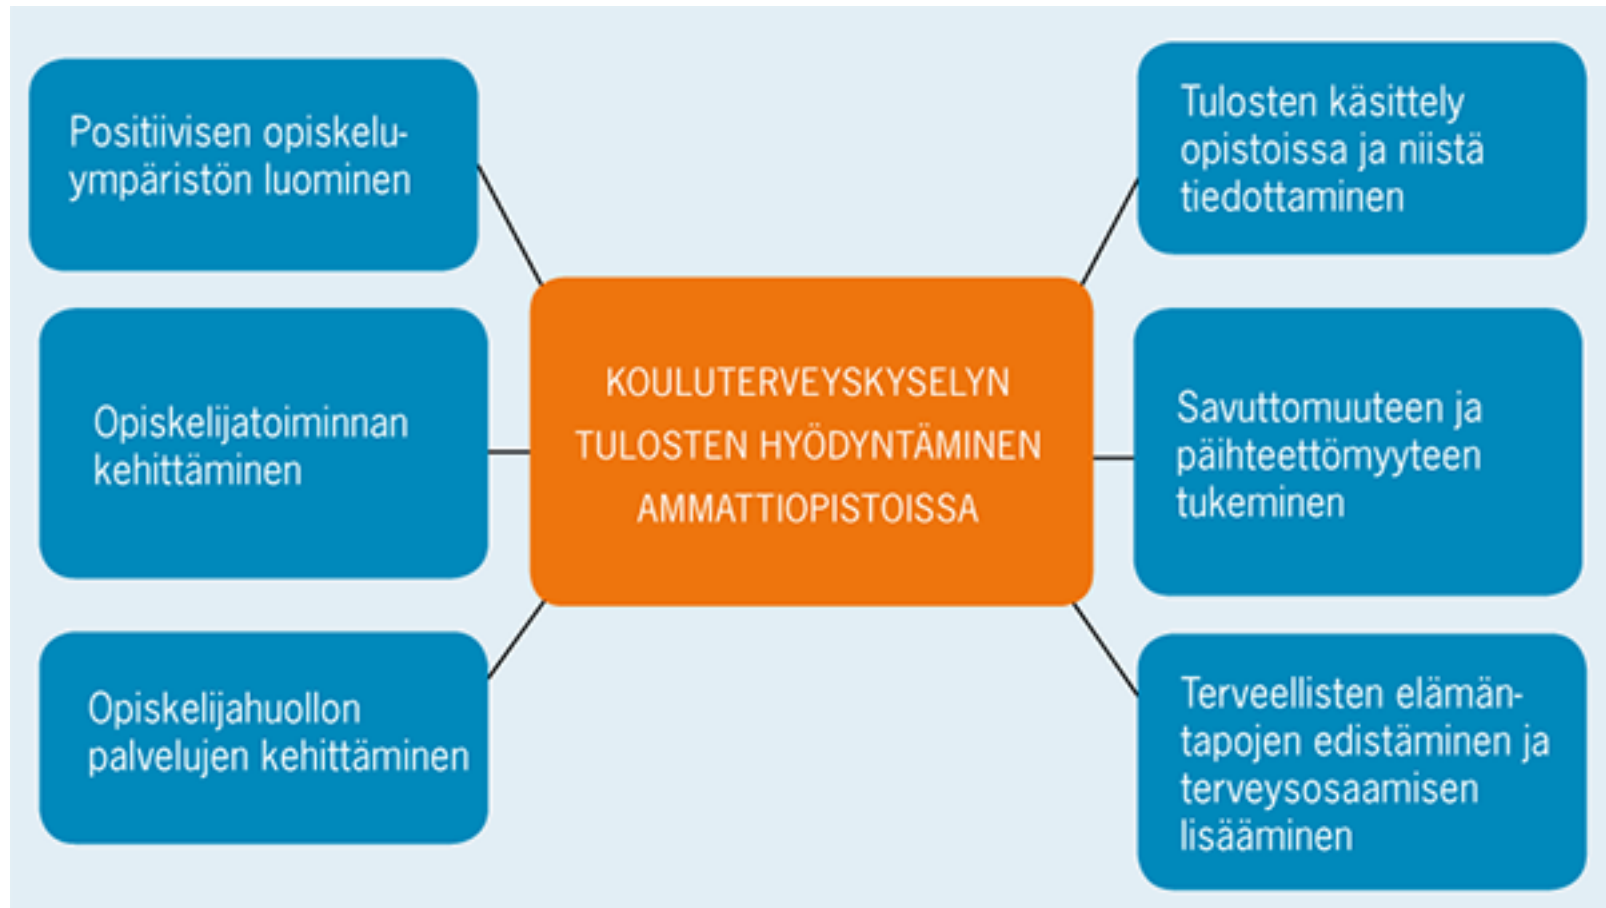 Positiivisen opiskelu-
ympäristön luominen
Opiskelijatoiminnan
kehittäminen
Opiskelijahuollon
palvelujen kehittäminen
KOULUTERVEYSKYSELYN
TULOSTEN HYÖDYNTÄMINEN
AMMATTIOPISTOISSA
Tulosten käsittely
opistoissa ja niistä
tiedottaminen
Savuttomuuteen ja
päihteettömyyteen
tukeminen
Terveellisten elämän-
tapojen edistäminen ja
terveysosaamisen
lisääminen